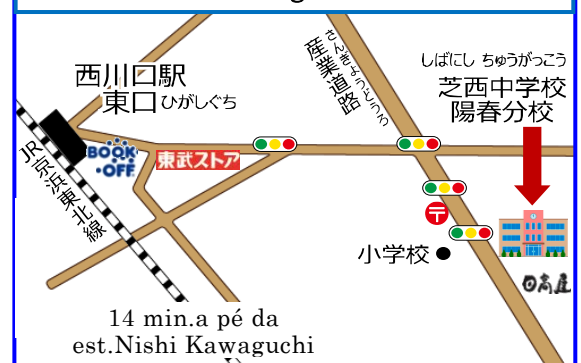 さんぎょうどうろ
産業道路
しばにし ちゅうがっこう
芝西中学校
陽春分校
西川口駅
東口 ひがしぐち
BOOK
OFF
東武ストア
JR京浜東北線
〒
小学校
日高屋
14 min.a pé da
est.Nishi Kawaguchi